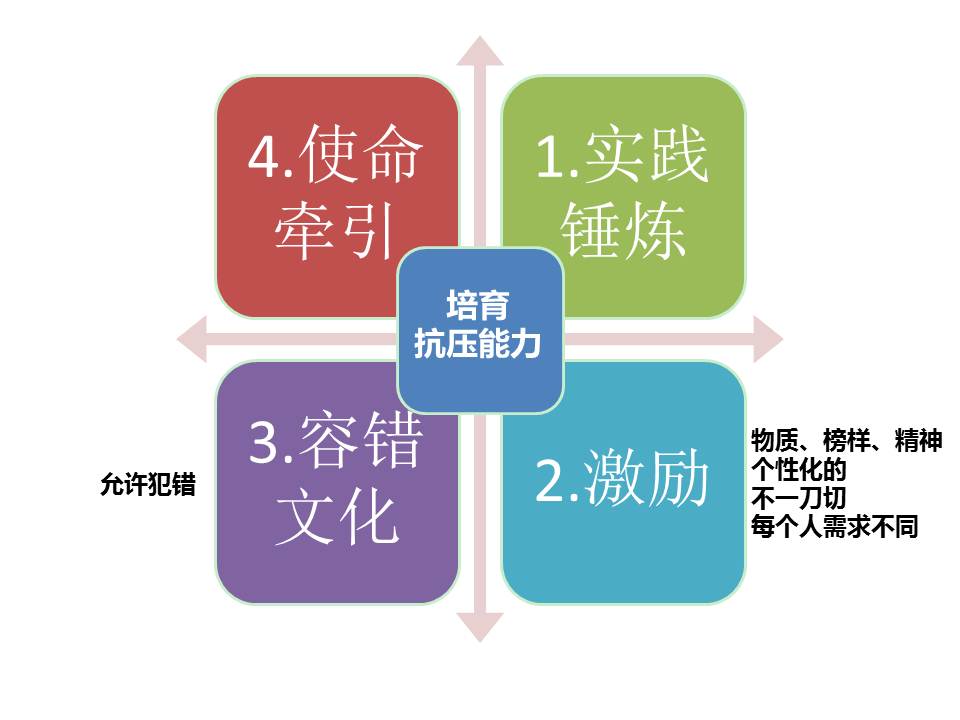 4.使命
牵引
1.实践
锤炼
培育
抗压能力
3.容错
文化
允许犯错
2.激励
物质、榜样、精神
个性化的
不一刀切
每个人需求不同